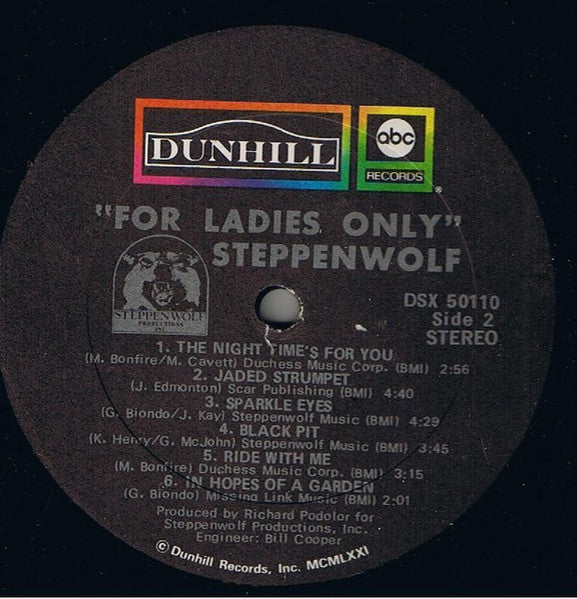 DUNHILL
abc
RECORDS
®
"FOR LADIES ONLY"
STEPPENWOLF
STEPPENWOLF
PRODUCTIONS
INC
DSX 50110
Side 2
STEREO
1. THE NIGHT TIME'S FOR YOU
(M. Bonfire/M. Cavett) Duchess Music Corp. (BMI) 2:56
2. JADED STRUMPET
(J. Edmonton) Scar Publishing (BMI) 4:40
3. SPARKLE EYES
(G. Biondo/J. Kay) Steppenwolf Music (BMI) 4:29
4. BLACK PIT
(K. Henry/G. McJohn) Steppenwolf Music (BMI) 3:45
5. RIDE WITH ME
(M. Bonfire) Duchess Music Corp. (BMI) 3:15
6. IN HOPES OF A GARDEN
(G. Biondo) Missing Link Music (BMI) 2:01
Produced by Richard Podolor for
Steppenwolf Productions, Inc.
Engineer: Bill Cooper
© Dunhill Records, Inc. MCMLXXI